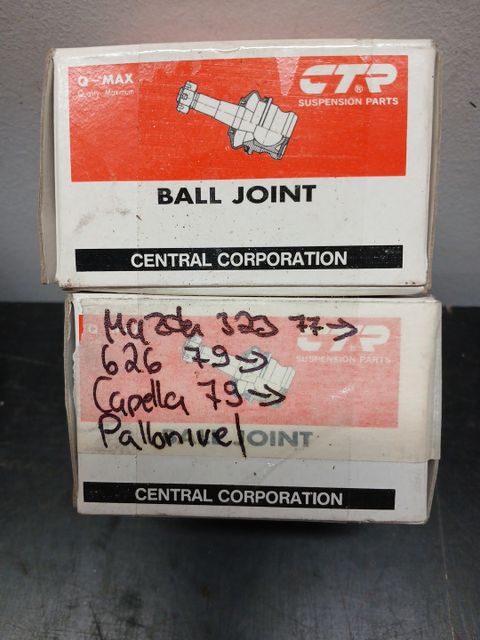 Q-MAX
Quality Maximum
CTR®
SUSPENSION PARTS
BALL JOINT
CENTRAL CORPORATION
Mazda 323 77→
626 79→
Capella 79→
Pallonivel
Q
CTR
SUSPENSION PARTS
BALL JOINT
CENTRAL CORPORATION